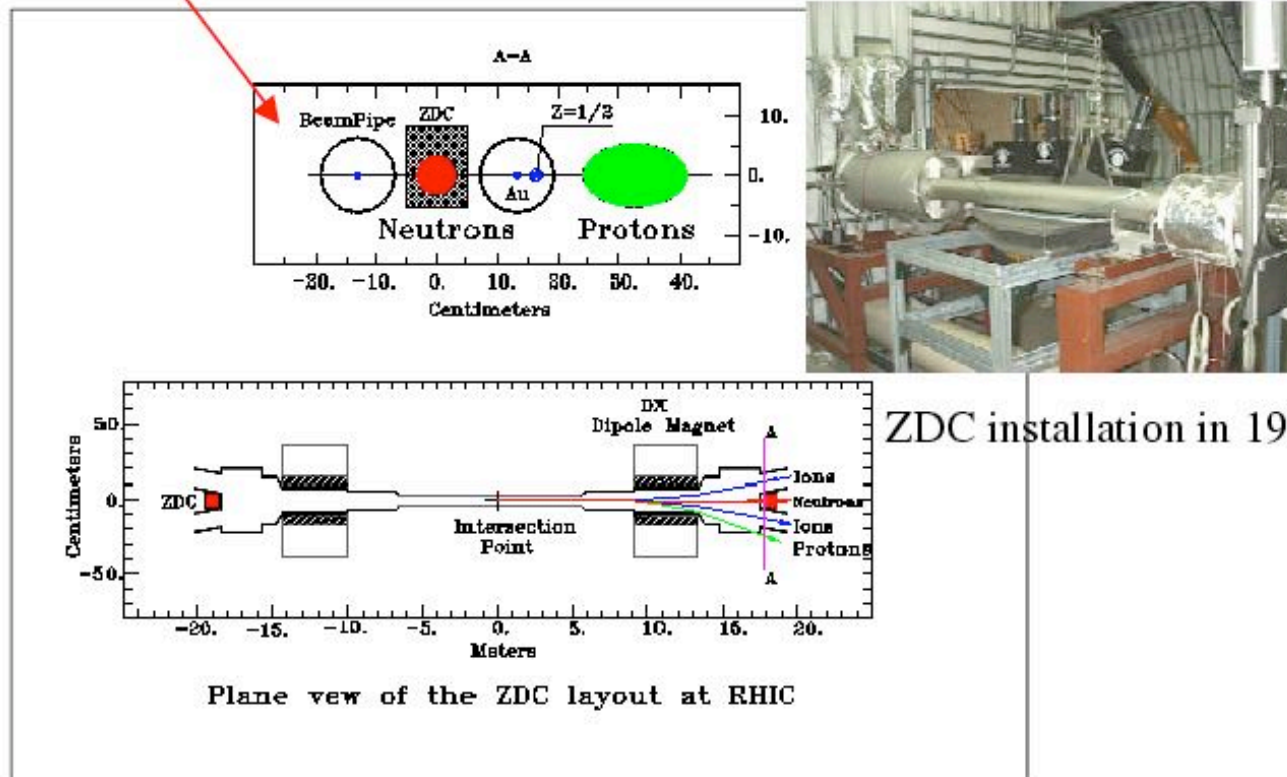 A-A
BeamPipe ZDC Z=1/2
10.
0.
-10.
Au
Neutrons Protons
-20. -10. 0. 10. 20. 30. 40.
Centimeters
ZDC installation in 19
DX
Dipole Magnet
A
Centimeters
50.
0.
-50.
ZDC
Intersection
Point
Ions
Neutrons
Ions
Protons
A
-20. -15. -10. -5. 0. 5. 10. 15. 20.
Meters
Plane vew of the ZDC layout at RHIC